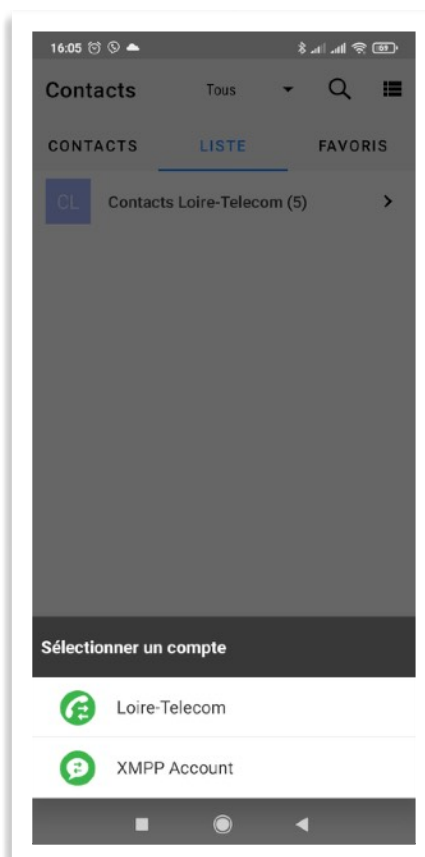 16:05
69
Contacts Tous
CONTACTS LISTE FAVORIS
CL Contacts Loire-Telecom (5)
Sélectionner un compte
Loire-Telecom
XMPP Account